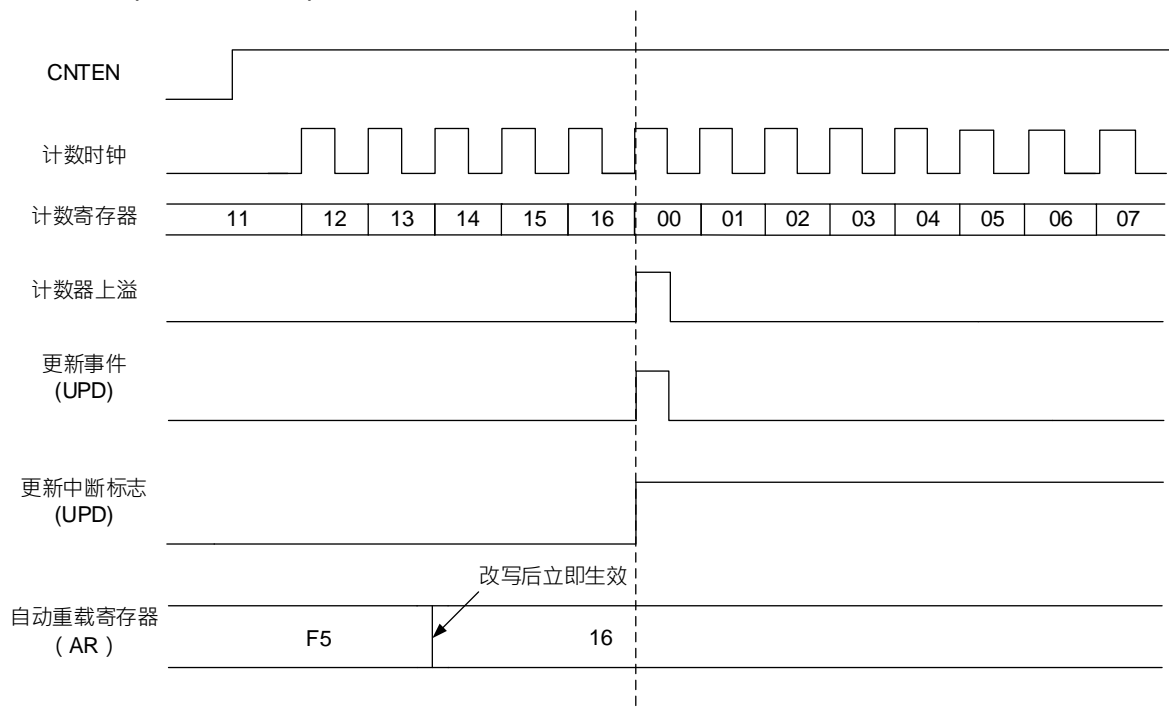 CNTEN
计数时钟
计数寄存器 11 12 13 14 15 16 00 01 02 03 04 05 06 07
计数器上溢
更新事件
(UPD)
更新中断标志
(UPD)
改写后立即生效
自动重载寄存器
( AR )
F5 16